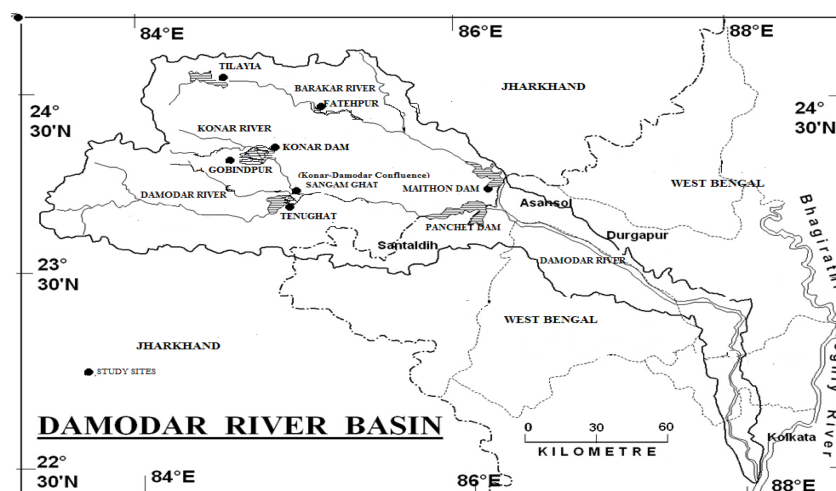 84°E
86°E
88°E
TILAYIA
BARAKAR RIVER
JHARKHAND
FATEHPUR
24°
30'N
24°
30'N
KONAR RIVER
KONAR DAM
GOBINDPUR
(Konar-Damodar Confluence)
SANGAM GHAT
MAITHON DAM
WEST BENGAL
DAMODAR RIVER
Asansol
Bhagirathi
TENUGHAT
PANCHET DAM
Durgapur
Santaldih
DAMODAR RIVER
23°
30'N
WEST BENGAL
JHARKHAND
STUDY SITES
DAMODAR RIVER BASIN
0 30 60
KILOMETRE
Kolkata
River
22°
30'N
84°E
86°E
88°E